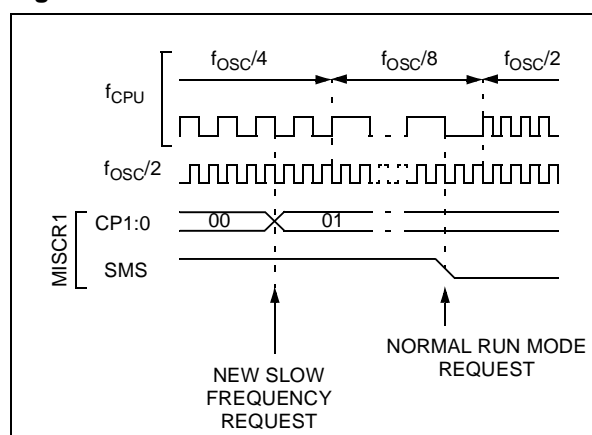 fOSC/4 fOSC/8 fOSC/2
fCPU
fOSC/2
MISCR1
CP1:0 00 01
SMS
NEW SLOW
FREQUENCY
REQUEST
NORMAL RUN MODE
REQUEST